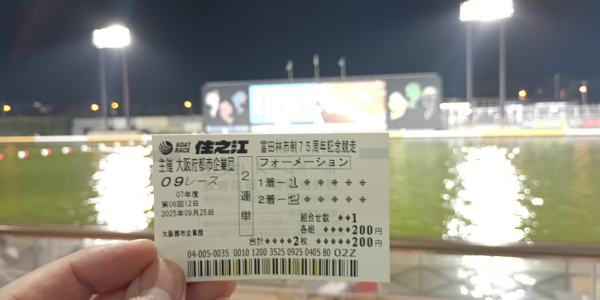 BOAT RACE 住之江 富田林市制75周年記念競走
主催 大阪府都市企業団
09レース
07年度
第06回12日
2025年09月25日
大阪都市企業団
2連単
フォーメーション
1着ー1✦✦✦✦✦
2着ー2✦✦✦✦✦
組合せ数 ✦✦1
各組 ✦✦✦✦200円
合計✦✦✦✦2枚 ✦✦✦✦200円
04-005-0035 0010 1200 3525 0925 0405 80 02Z